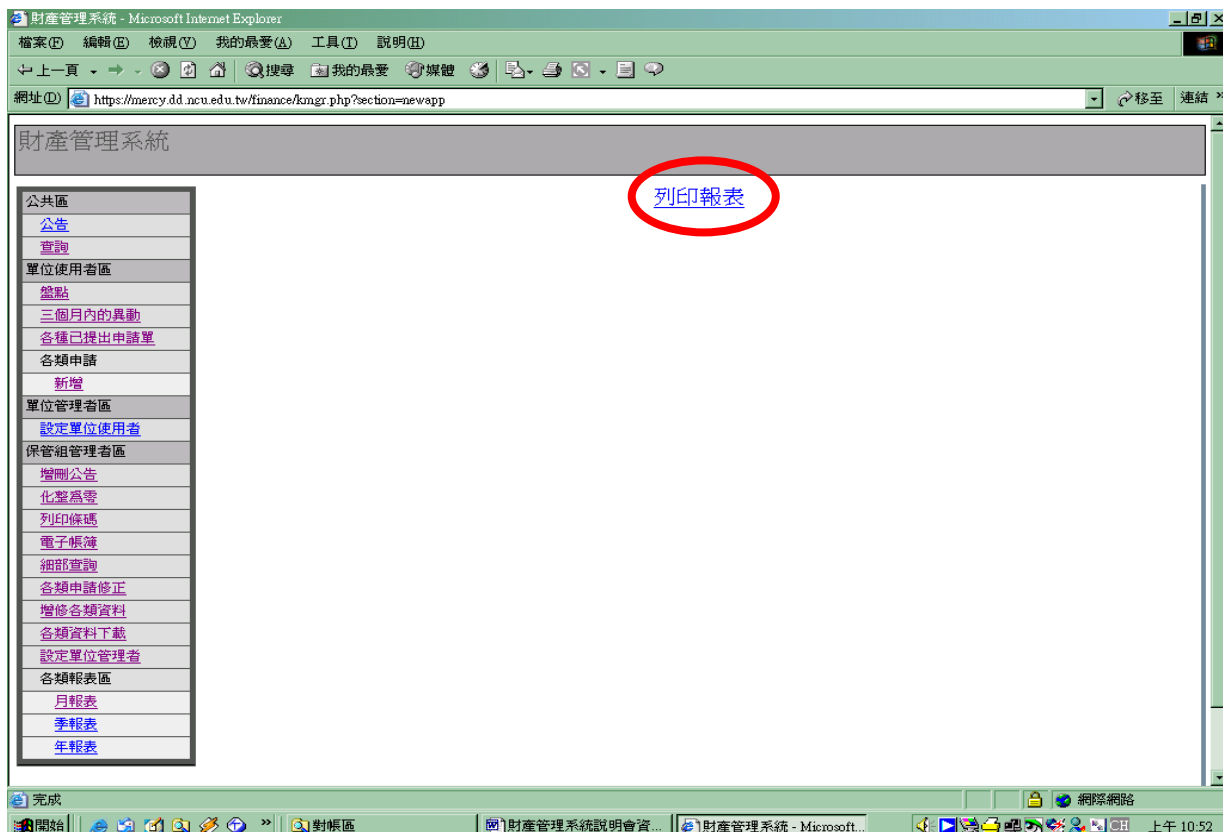 財產管理系統 - Microsoft Internet Explorer
檔案(F) 編輯(E) 檢視(V) 我的最愛(A) 工具(T) 說明(H)
上一頁 搜尋 我的最愛 媒體
網址(D) https://mercy.dd.ncu.edu.tw/finance/kmgr.php?section=newapp 移至 連結 »
財產管理系統
列印報表
公共區
公告
查詢
單位使用者區
盤點
三個月內的異動
各種已提出申請單
各類申請
新增
單位管理者區
設定單位使用者
保管組管理者區
增刪公告
化整為零
列印條碼
電子帳簿
細部查詢
各類申請修正
增修各類資料
各類資料下載
設定單位管理者
各類報表區
月報表
季報表
年報表
完成 網際網路
開始 » 對帳區 財產管理系統說明會資... 財產管理系統 - Microsoft... CH 上午 10:52